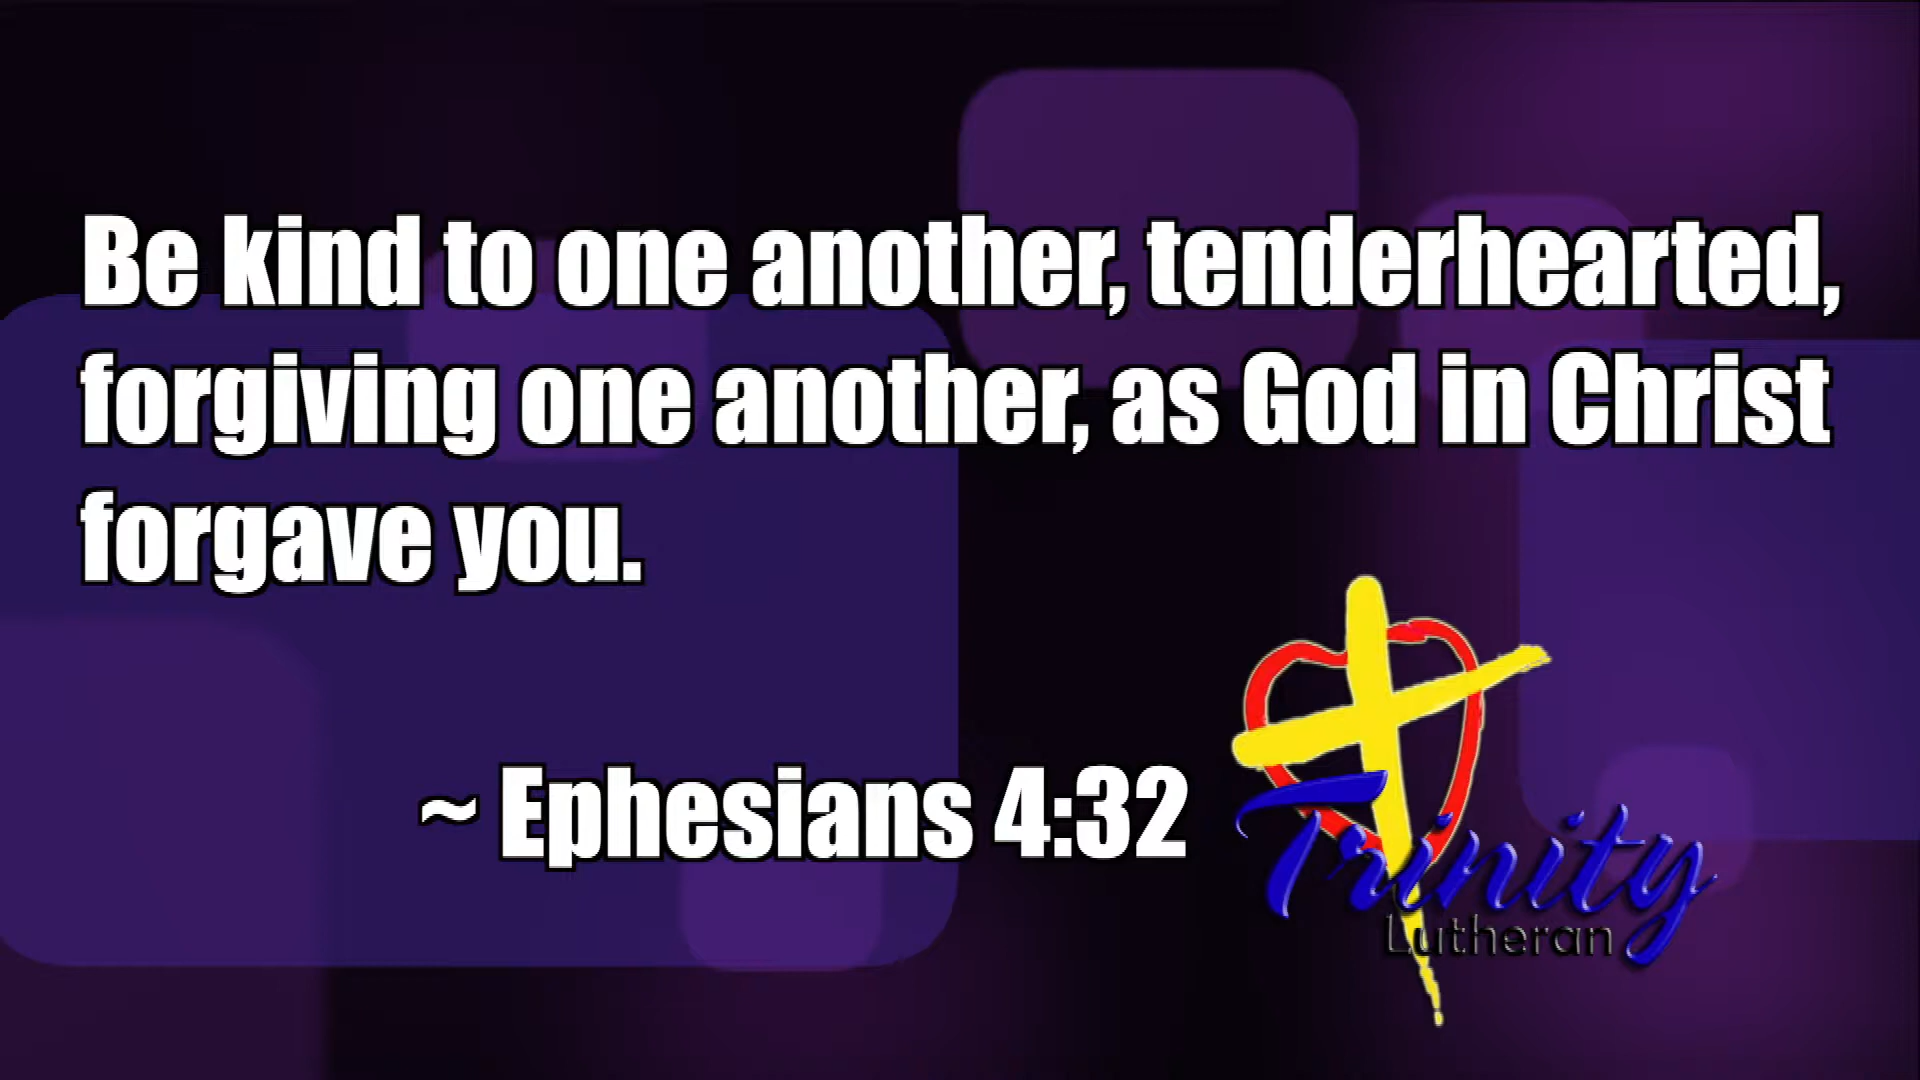 Be kind to one another, tenderhearted,
forgiving one another, as God in Christ
forgave you.
~ Ephesians 4:32
Trinity
Lutheran